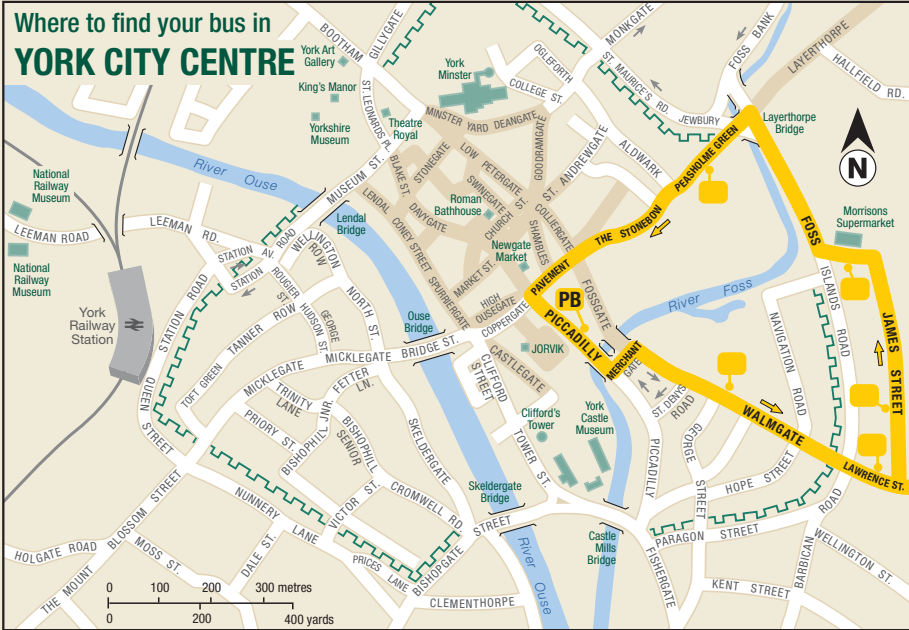 Where to find your bus in
YORK CITY CENTRE
BOOTHAM
GILLYGATE
York Art
Gallery
King's Manor
Yorkshire
Museum
ST. LEONARDS PL.
Theatre
Royal
York
Minster
MINSTER YARD
DEANGATE
COLLEGE ST.
OGLEFORTH
MONKGATE
ST. MAURICE'S RD.
JEWBURY
FOSS BANK
LAYERTHORPE
HALLFIELD RD.
Layerthorpe
Bridge
N
River Ouse
MUSEUM ST.
BLAKE ST.
STONEGATE
LOW PETERGATE
SWINEGATE
GOODRAMGATE
ST. ANDREWGATE
ALDWARK
PEASHOLME GREEN
THE STONEBOW
PAVEMENT
National
Railway
Museum
LEEMAN ROAD
LEEMAN RD.
National
Railway
Museum
STATION AV.
STATION ROAD
WELLINGTON
ROW
Lendal
Bridge
LENDAL
CONEY STREET
DAVYGATE
SPURRIERGATE
Roman
Bathhouse
CHURCH ST.
COLLIERGATE
SHAMBLES
Newgate
Market
MARKET ST.
HIGH
OUSEGATE
COPPERGATE
FOSSGATE
PB
PICCADILLY
MERCHANT
GATE
River Foss
FOSS
ISLANDS
ROAD
Morrisons
Supermarket
JAMES
STREET
NAVIGATION ROAD
WALMGATE
LAWRENCE ST.
York
Railway
Station
STATION ROAD
ROUGIER
ST.
GEORGE
HUDSON ST.
TANNER ROW
TOFT GREEN
NORTH ST.
Ouse
Bridge
BRIDGE ST.
MICKLEGATE
MICKLEGATE
TRINITY
LANE
FETTER
LN.
PRIORY ST.
BISHOPHILL JNR.
BISHOPHILL
SENIOR
SKELDERGATE
CLIFFORD
STREET
CASTLEGATE
JORVIK
Clifford's
Tower
York
Castle
Museum
TOWER ST.
ST. DENYS
ROAD
PICCADILLY
GEORGE
STREET
HOPE STREET
QUEEN
STREET
BLOSSOM STREET
NUNNERY
LANE
VICTOR ST.
CROMWELL RD.
Skeldergate
Bridge
BISHOPGATE
STREET
HOLGATE ROAD
THE MOUNT
MOSS ST.
DALE ST.
PRICES LANE
CLEMENTHORPE
River Ouse
Castle
Mills
Bridge
FISHERGATE
PARAGON STREET
KENT STREET
BARBICAN
ROAD
WELLINGTON ST.
0 100 200 300 metres
0 200 400 yards